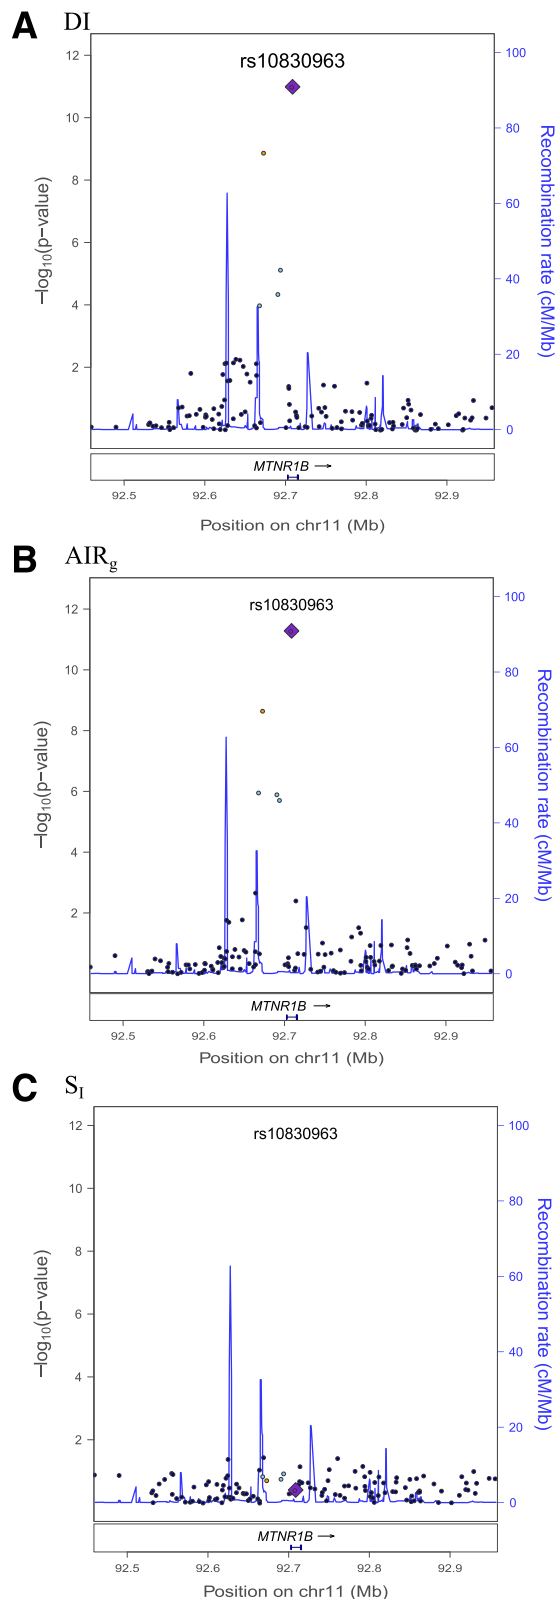 A DI
rs10830963
12
10
8
6
4
2
−log10(p−value)
100
80
60
40
20
0
Recombination rate (cM/Mb)
MTNR1B →
92.5 92.6 92.7 92.8 92.9
Position on chr11 (Mb)
B AIRg
rs10830963
12
10
8
6
4
2
−log10(p−value)
100
80
60
40
20
0
Recombination rate (cM/Mb)
MTNR1B →
92.5 92.6 92.7 92.8 92.9
Position on chr11 (Mb)
C SI
rs10830963
12
10
8
6
4
2
−log10(p−value)
100
80
60
40
20
0
Recombination rate (cM/Mb)
MTNR1B →
92.5 92.6 92.7 92.8 92.9
Position on chr11 (Mb)